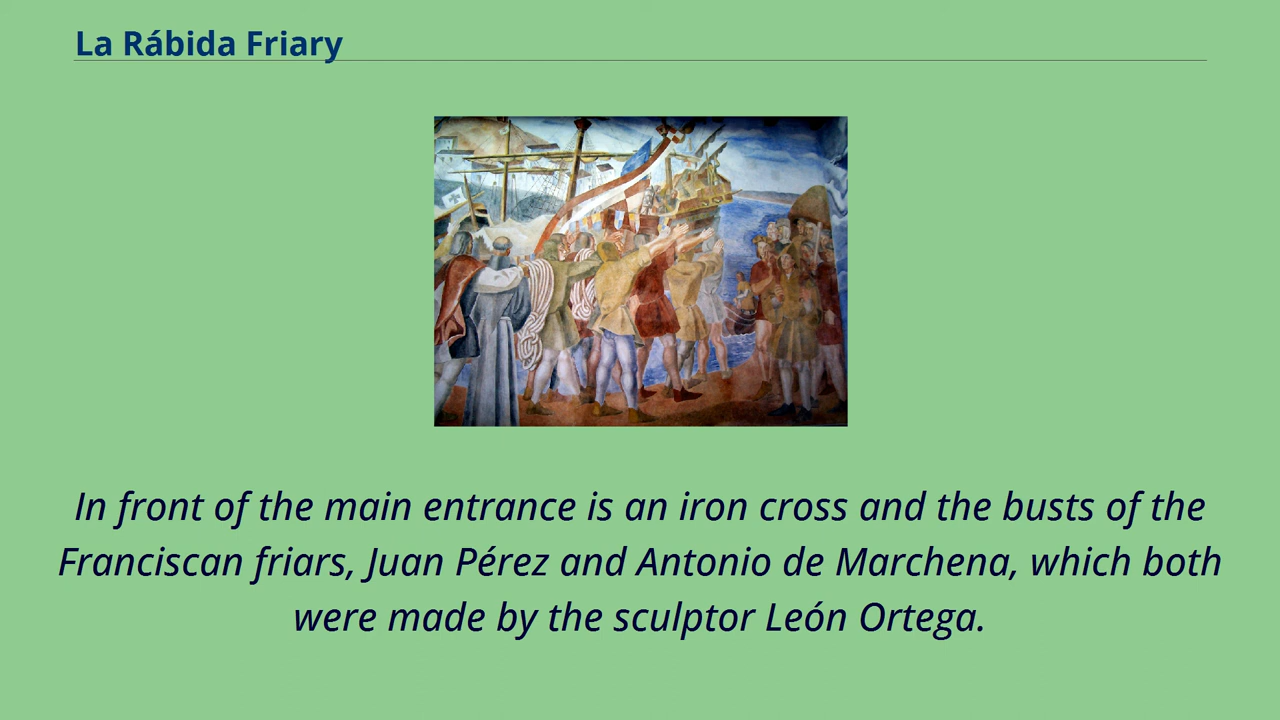 La Rábida Friary
In front of the main entrance is an iron cross and the busts of the
Franciscan friars, Juan Pérez and Antonio de Marchena, which both
were made by the sculptor León Ortega.